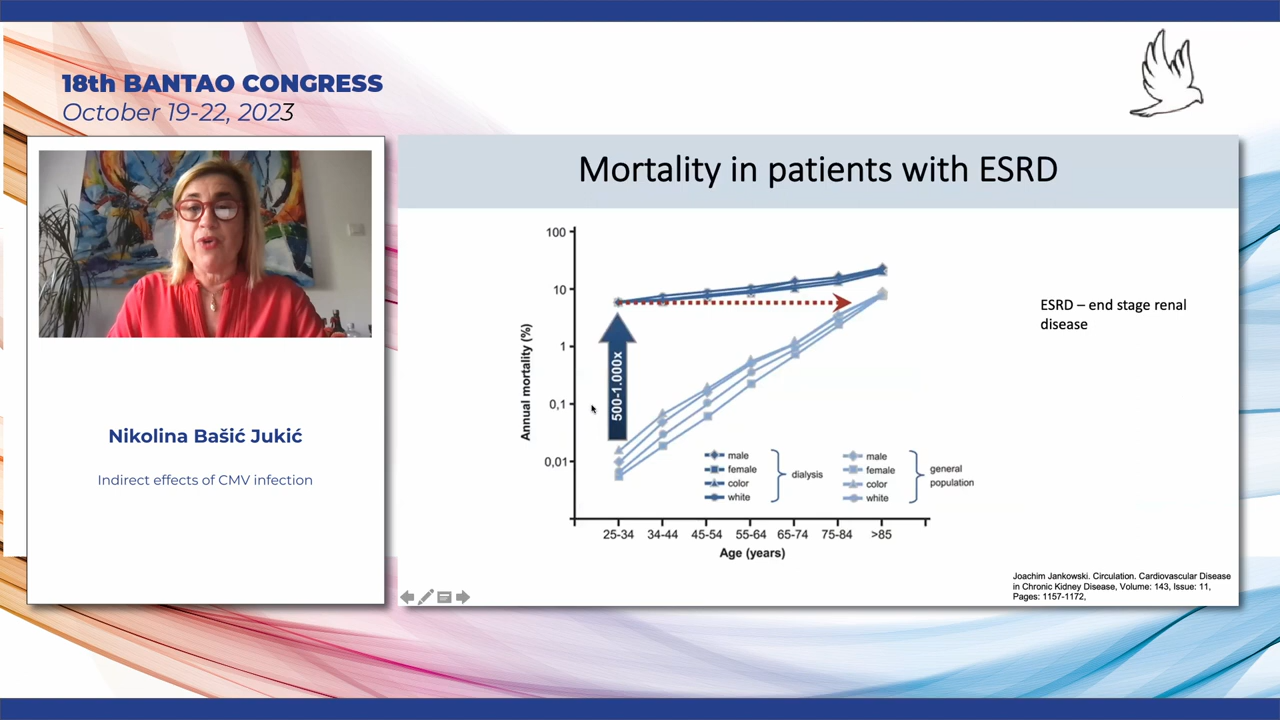 18th BANTAO CONGRESS
October 19-22, 2023
Nikolina Bašić Jukić
Indirect effects of CMV infection
Mortality in patients with ESRD
100
10
1
0,1
0,01
Annual mortality (%)
500-1.000x
male
female
color
white
dialysis
male
female
color
white
general
population
25-34
34-44
45-54
55-64
65-74
75-84
>85
Age (years)
ESRD – end stage renal
disease
Joachim Jankowski. Circulation. Cardiovascular Disease
in Chronic Kidney Disease, Volume: 143, Issue: 11,
Pages: 1157-1172,